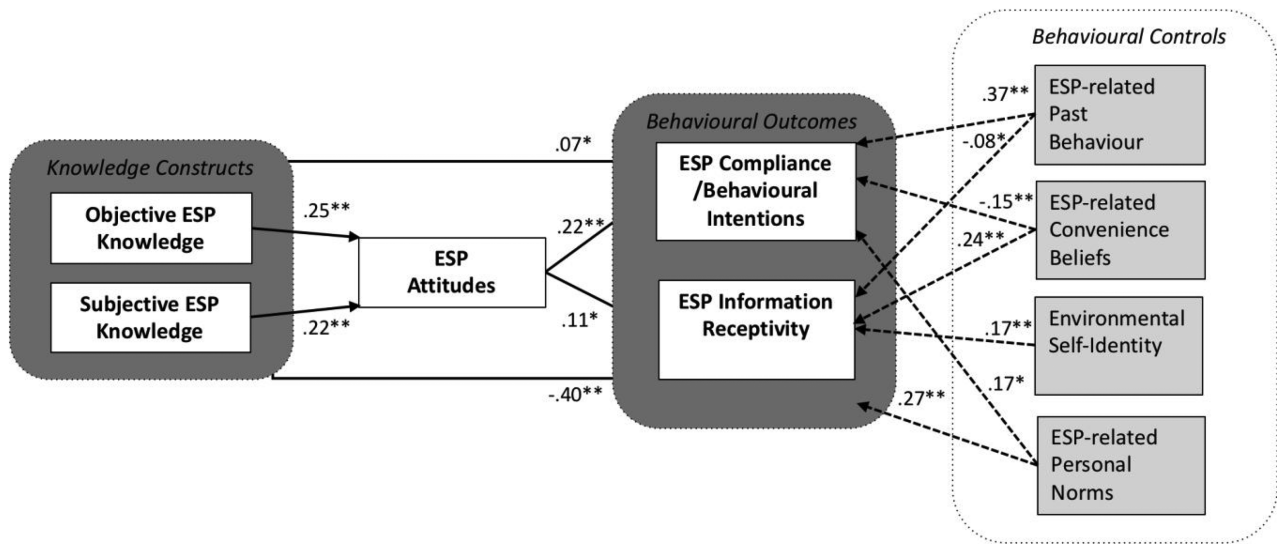 Knowledge Constructs
Objective ESP
Knowledge
Subjective ESP
Knowledge
.25**
.22**
ESP
Attitudes
.07*
.22**
.11*
-.40**
Behavioural Outcomes
ESP Compliance
/Behavioural
Intentions
ESP Information
Receptivity
.37**
-.08*
-.15**
.24**
.17**
.17*
.27**
Behavioural Controls
ESP-related
Past
Behaviour
ESP-related
Convenience
Beliefs
Environmental
Self-Identity
ESP-related
Personal
Norms